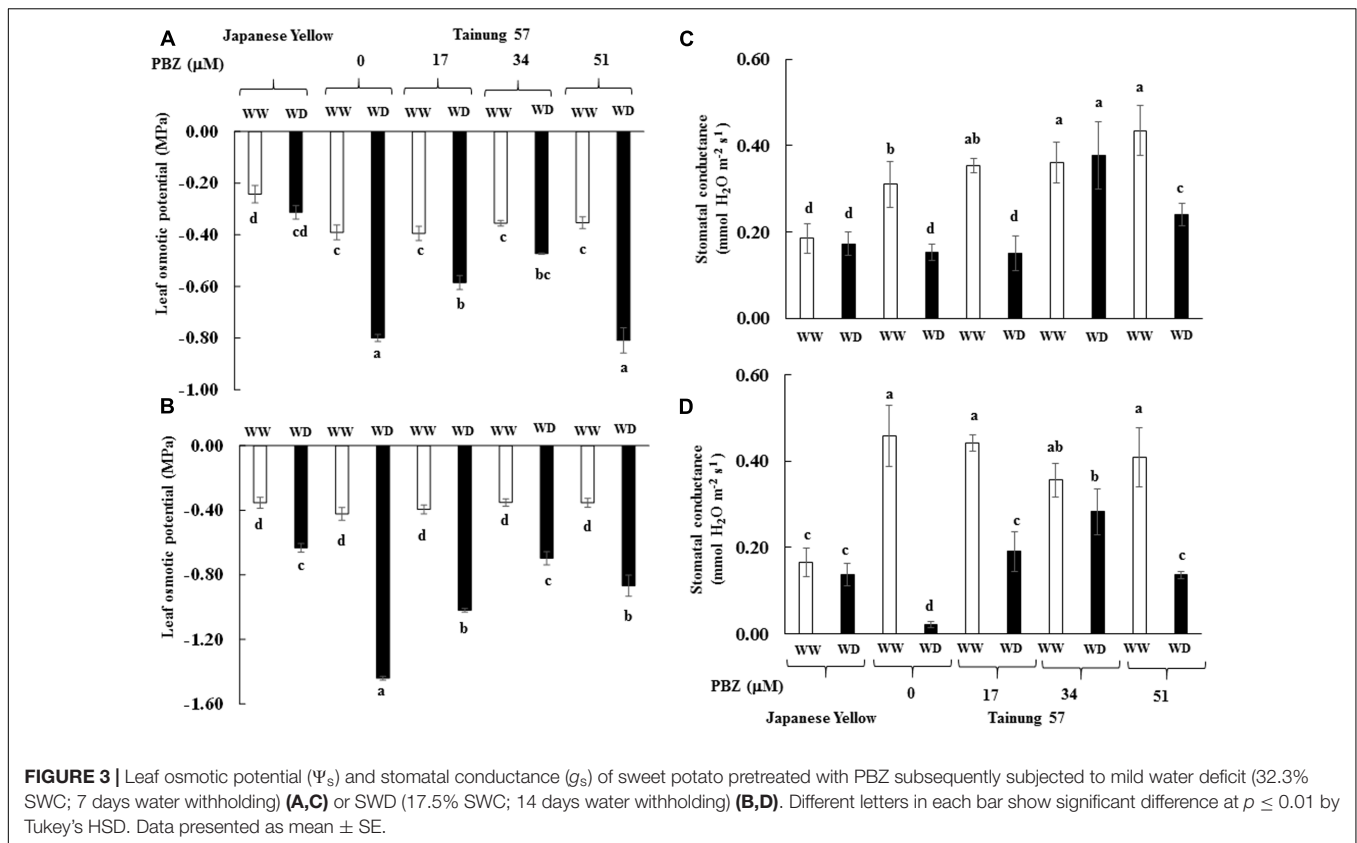 A
Japanese Yellow Tainung 57
PBZ (μM) 0 17 34 51
WW WD WW WD WW WD WW WD WW WD
0.00
-0.20
-0.40
-0.60
-0.80
-1.00
Leaf osmotic potential (MPa)
d cd c a c b c bc c a
B
WW WD WW WD WW WD WW WD WW WD
0.00
-0.40
-0.80
-1.20
-1.60
Leaf osmotic potential (MPa)
d c d a d b d c d b
C
0.60
0.40
0.20
0.00
Stomatal conductance
(mmol H₂O m⁻² s¹)
d d b d ab d a a a c
WW WD WW WD WW WD WW WD WW WD
D
0.60
0.40
0.20
0.00
Stomatal conductance
(mmol H₂O m⁻² s¹)
c c a d a c ab b a c
WW WD WW WD WW WD WW WD WW WD
PBZ (μM) 0 17 34 51
Japanese Yellow Tainung 57
FIGURE 3 | Leaf osmotic potential (Ψs) and stomatal conductance (gs) of sweet potato pretreated with PBZ subsequently subjected to mild water deficit (32.3%
SWC; 7 days water withholding) (A,C) or SWD (17.5% SWC; 14 days water withholding) (B,D). Different letters in each bar show significant difference at p ≤ 0.01 by
Tukey's HSD. Data presented as mean ± SE.